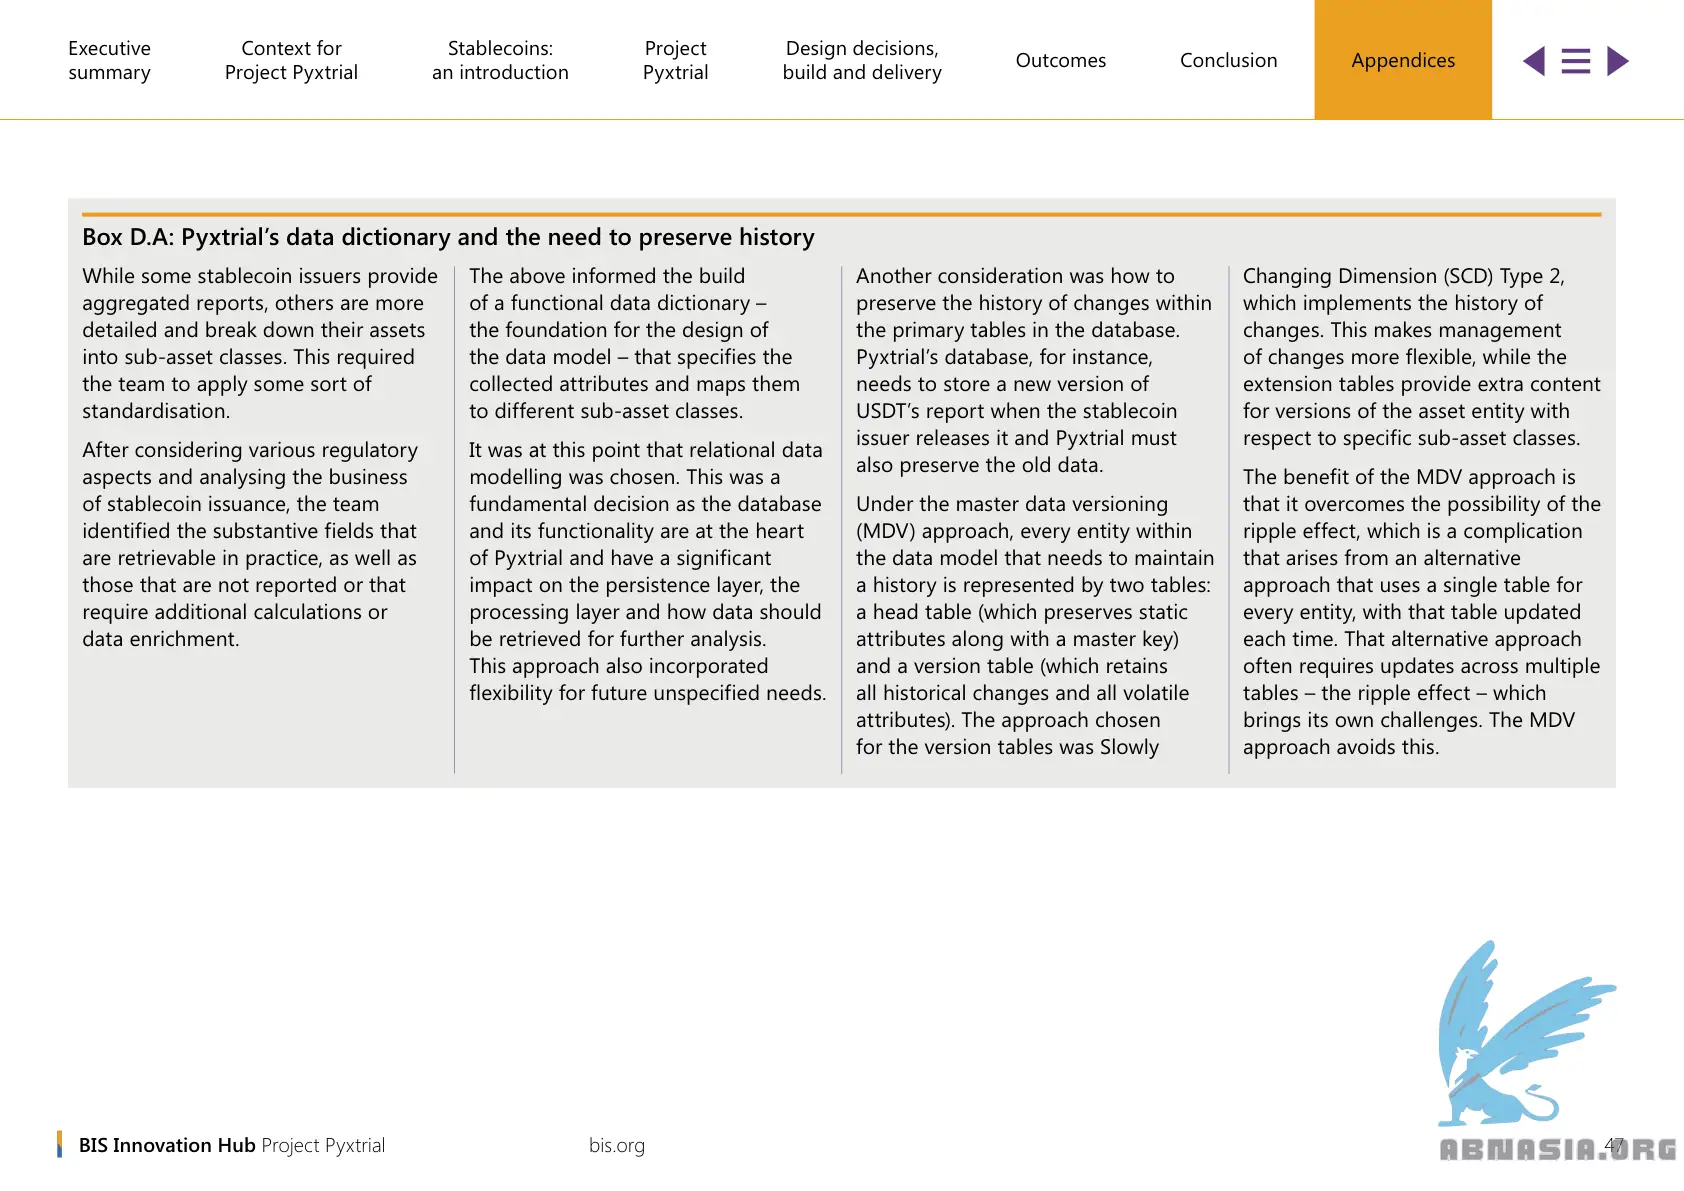 Executive
summary
Context for
Project Pyxtrial
Stablecoins:
an introduction
Project
Pyxtrial
Design decisions,
build and delivery
Outcomes
Conclusion
Appendices
Box D.A: Pyxtrial’s data dictionary and the need to preserve history
While some stablecoin issuers provide
aggregated reports, others are more
detailed and break down their assets
into sub-asset classes. This required
the team to apply some sort of
standardisation.
After considering various regulatory
aspects and analysing the business
of stablecoin issuance, the team
identified the substantive fields that
are retrievable in practice, as well as
those that are not reported or that
require additional calculations or
data enrichment.
The above informed the build
of a functional data dictionary –
the foundation for the design of
the data model – that specifies the
collected attributes and maps them
to different sub-asset classes.
It was at this point that relational data
modelling was chosen. This was a
fundamental decision as the database
and its functionality are at the heart
of Pyxtrial and have a significant
impact on the persistence layer, the
processing layer and how data should
be retrieved for further analysis.
This approach also incorporated
flexibility for future unspecified needs.
Another consideration was how to
preserve the history of changes within
the primary tables in the database.
Pyxtrial’s database, for instance,
needs to store a new version of
USDT’s report when the stablecoin
issuer releases it and Pyxtrial must
also preserve the old data.
Under the master data versioning
(MDV) approach, every entity within
the data model that needs to maintain
a history is represented by two tables:
a head table (which preserves static
attributes along with a master key)
and a version table (which retains
all historical changes and all volatile
attributes). The approach chosen
for the version tables was Slowly
Changing Dimension (SCD) Type 2,
which implements the history of
changes. This makes management
of changes more flexible, while the
extension tables provide extra content
for versions of the asset entity with
respect to specific sub-asset classes.
The benefit of the MDV approach is
that it overcomes the possibility of the
ripple effect, which is a complication
that arises from an alternative
approach that uses a single table for
every entity, with that table updated
each time. That alternative approach
often requires updates across multiple
tables – the ripple effect – which
brings its own challenges. The MDV
approach avoids this.
BIS Innovation Hub Project Pyxtrial
bis.org
47
ABNASIA.ORG